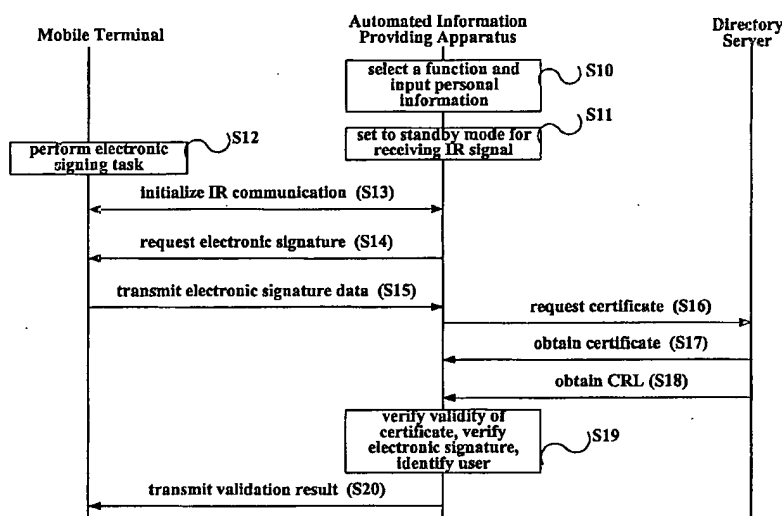 Mobile Terminal
Automated Information
Providing Apparatus
Directory
Server
select a function and
input personal
information
S10
set to standby mode for
receiving IR signal
S11
perform electronic
signing task
S12
initialize IR communication (S13)
request electronic signature (S14)
transmit electronic signature data (S15)
request certificate (S16)
obtain certificate (S17)
obtain CRL (S18)
verify validity of
certificate, verify
electronic signature,
identify user
S19
transmit validation result (S20)